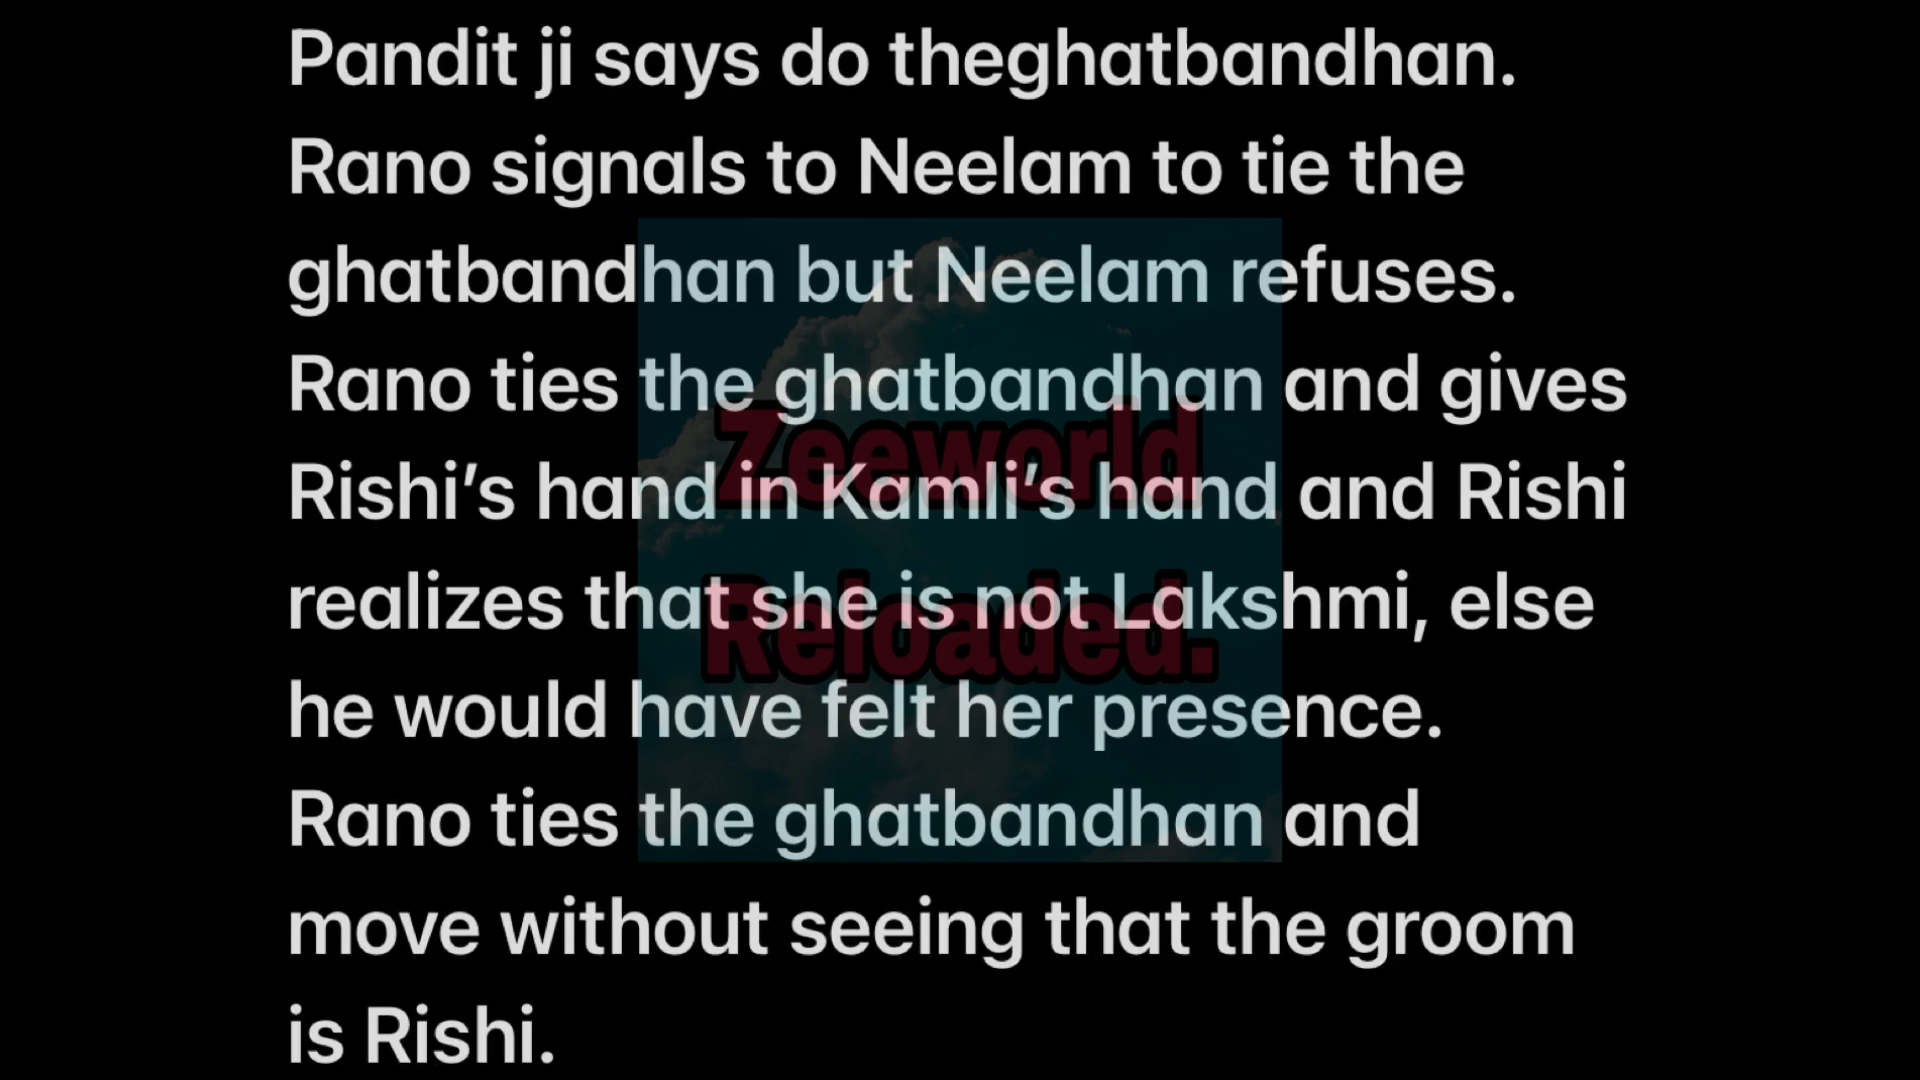 Pandit ji says do theghatbandhan.
Rano signals to Neelam to tie the
ghatbandhan but Neelam refuses.
Rano ties the ghatbandhan and gives
Rishi’s hand in Kamli’s hand and Rishi
realizes that she is not Lakshmi, else
he would have felt her presence.
Rano ties the ghatbandhan and
move without seeing that the groom
is Rishi.
Zeeworld
Reloaded.